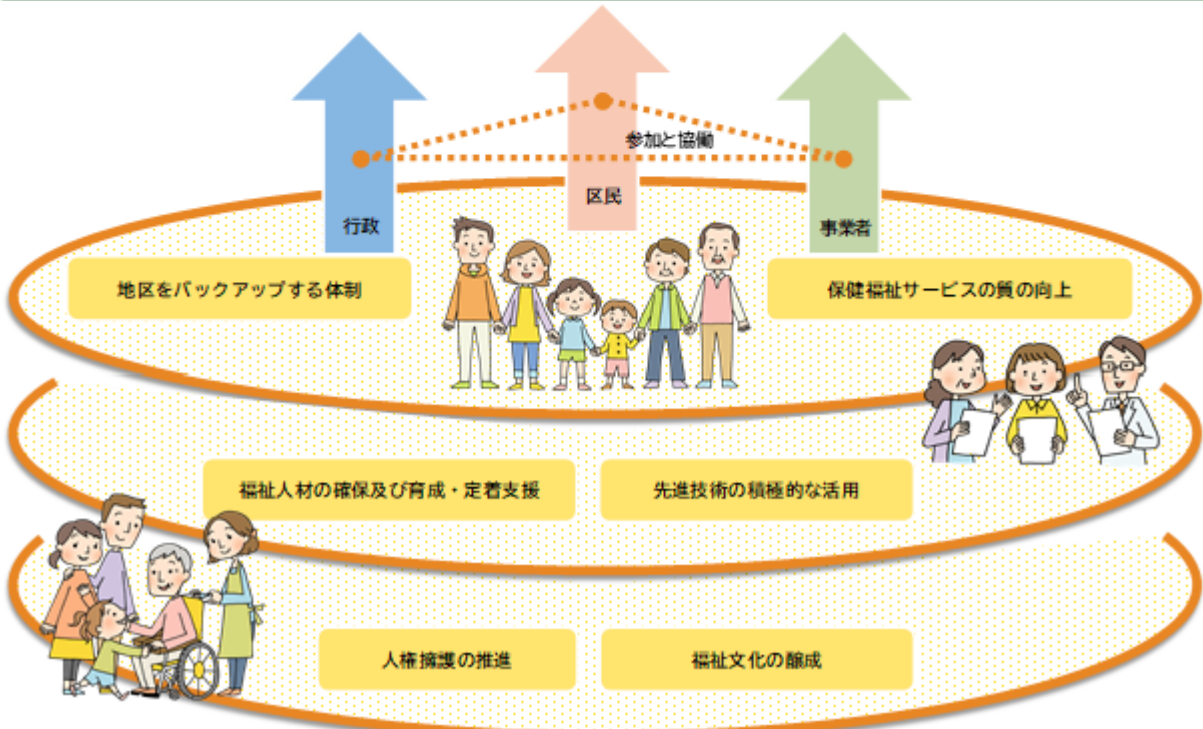 参加と協働
区民
行政
事業者
地区をバックアップする体制
保健福祉サービスの質の向上
福祉人材の確保及び育成・定着支援
先進技術の積極的な活用
人権擁護の推進
福祉文化の醸成